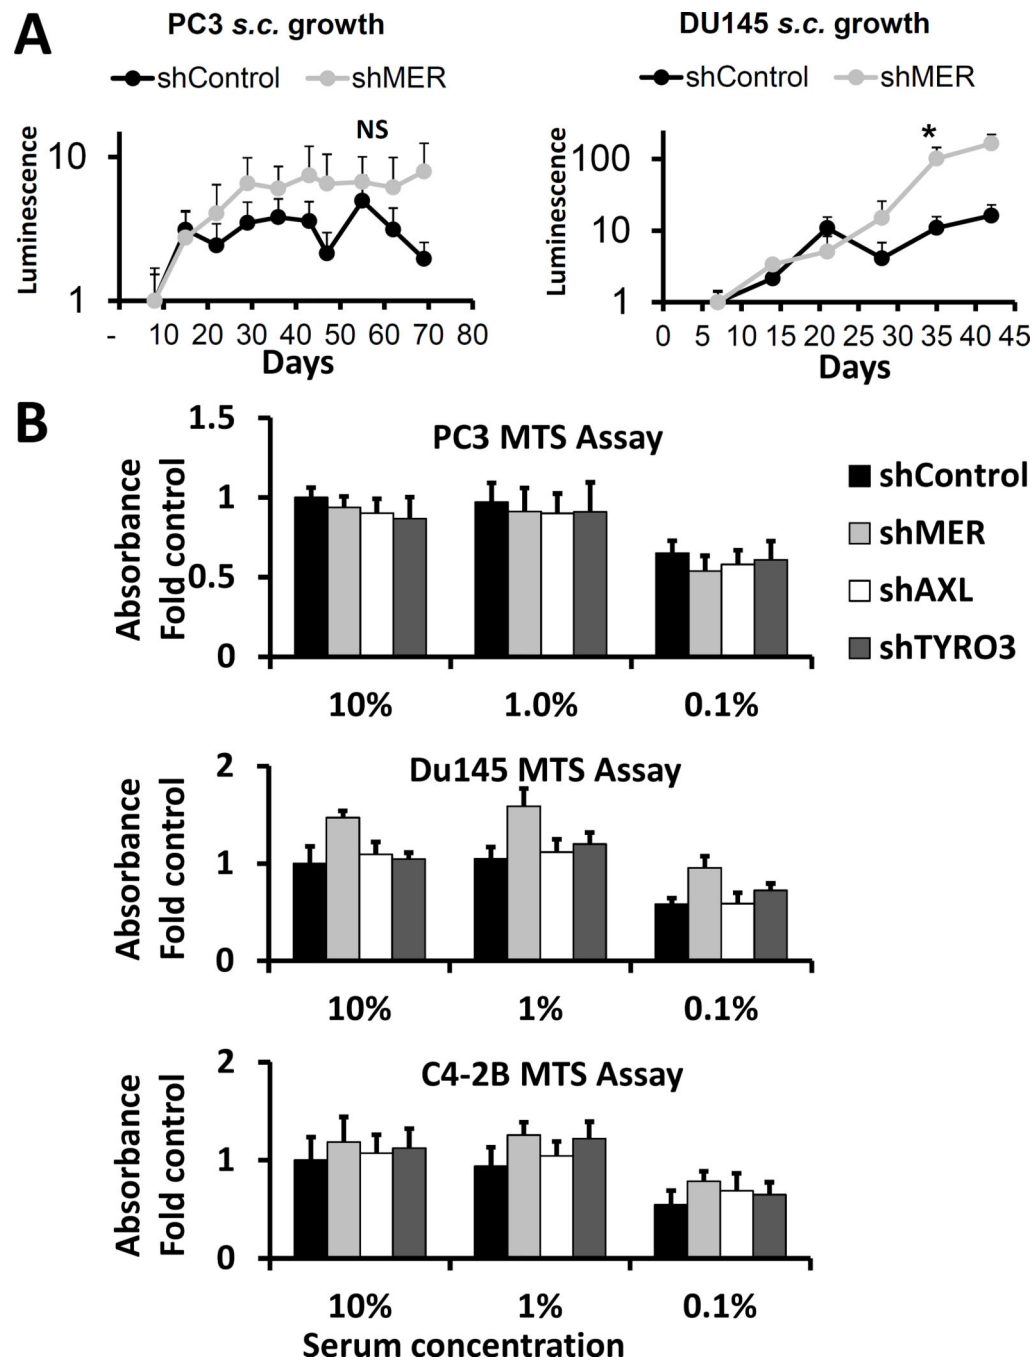 A
PC3 s.c. growth
shControl shMER
NS
Luminescence
10
1
- 10 20 30 40 50 60 70 80
Days
DU145 s.c. growth
shControl shMER
*
Luminescence
100
10
1
0 5 10 15 20 25 30 35 40 45
Days
B
PC3 MTS Assay
Absorbance
Fold control
1.5
1
0.5
0
10% 1.0% 0.1%
shControl
shMER
shAXL
shTYRO3
Du145 MTS Assay
Absorbance
Fold control
2
1
0
10% 1% 0.1%
C4-2B MTS Assay
Absorbance
Fold control
2
1
0
10% 1% 0.1%
Serum concentration